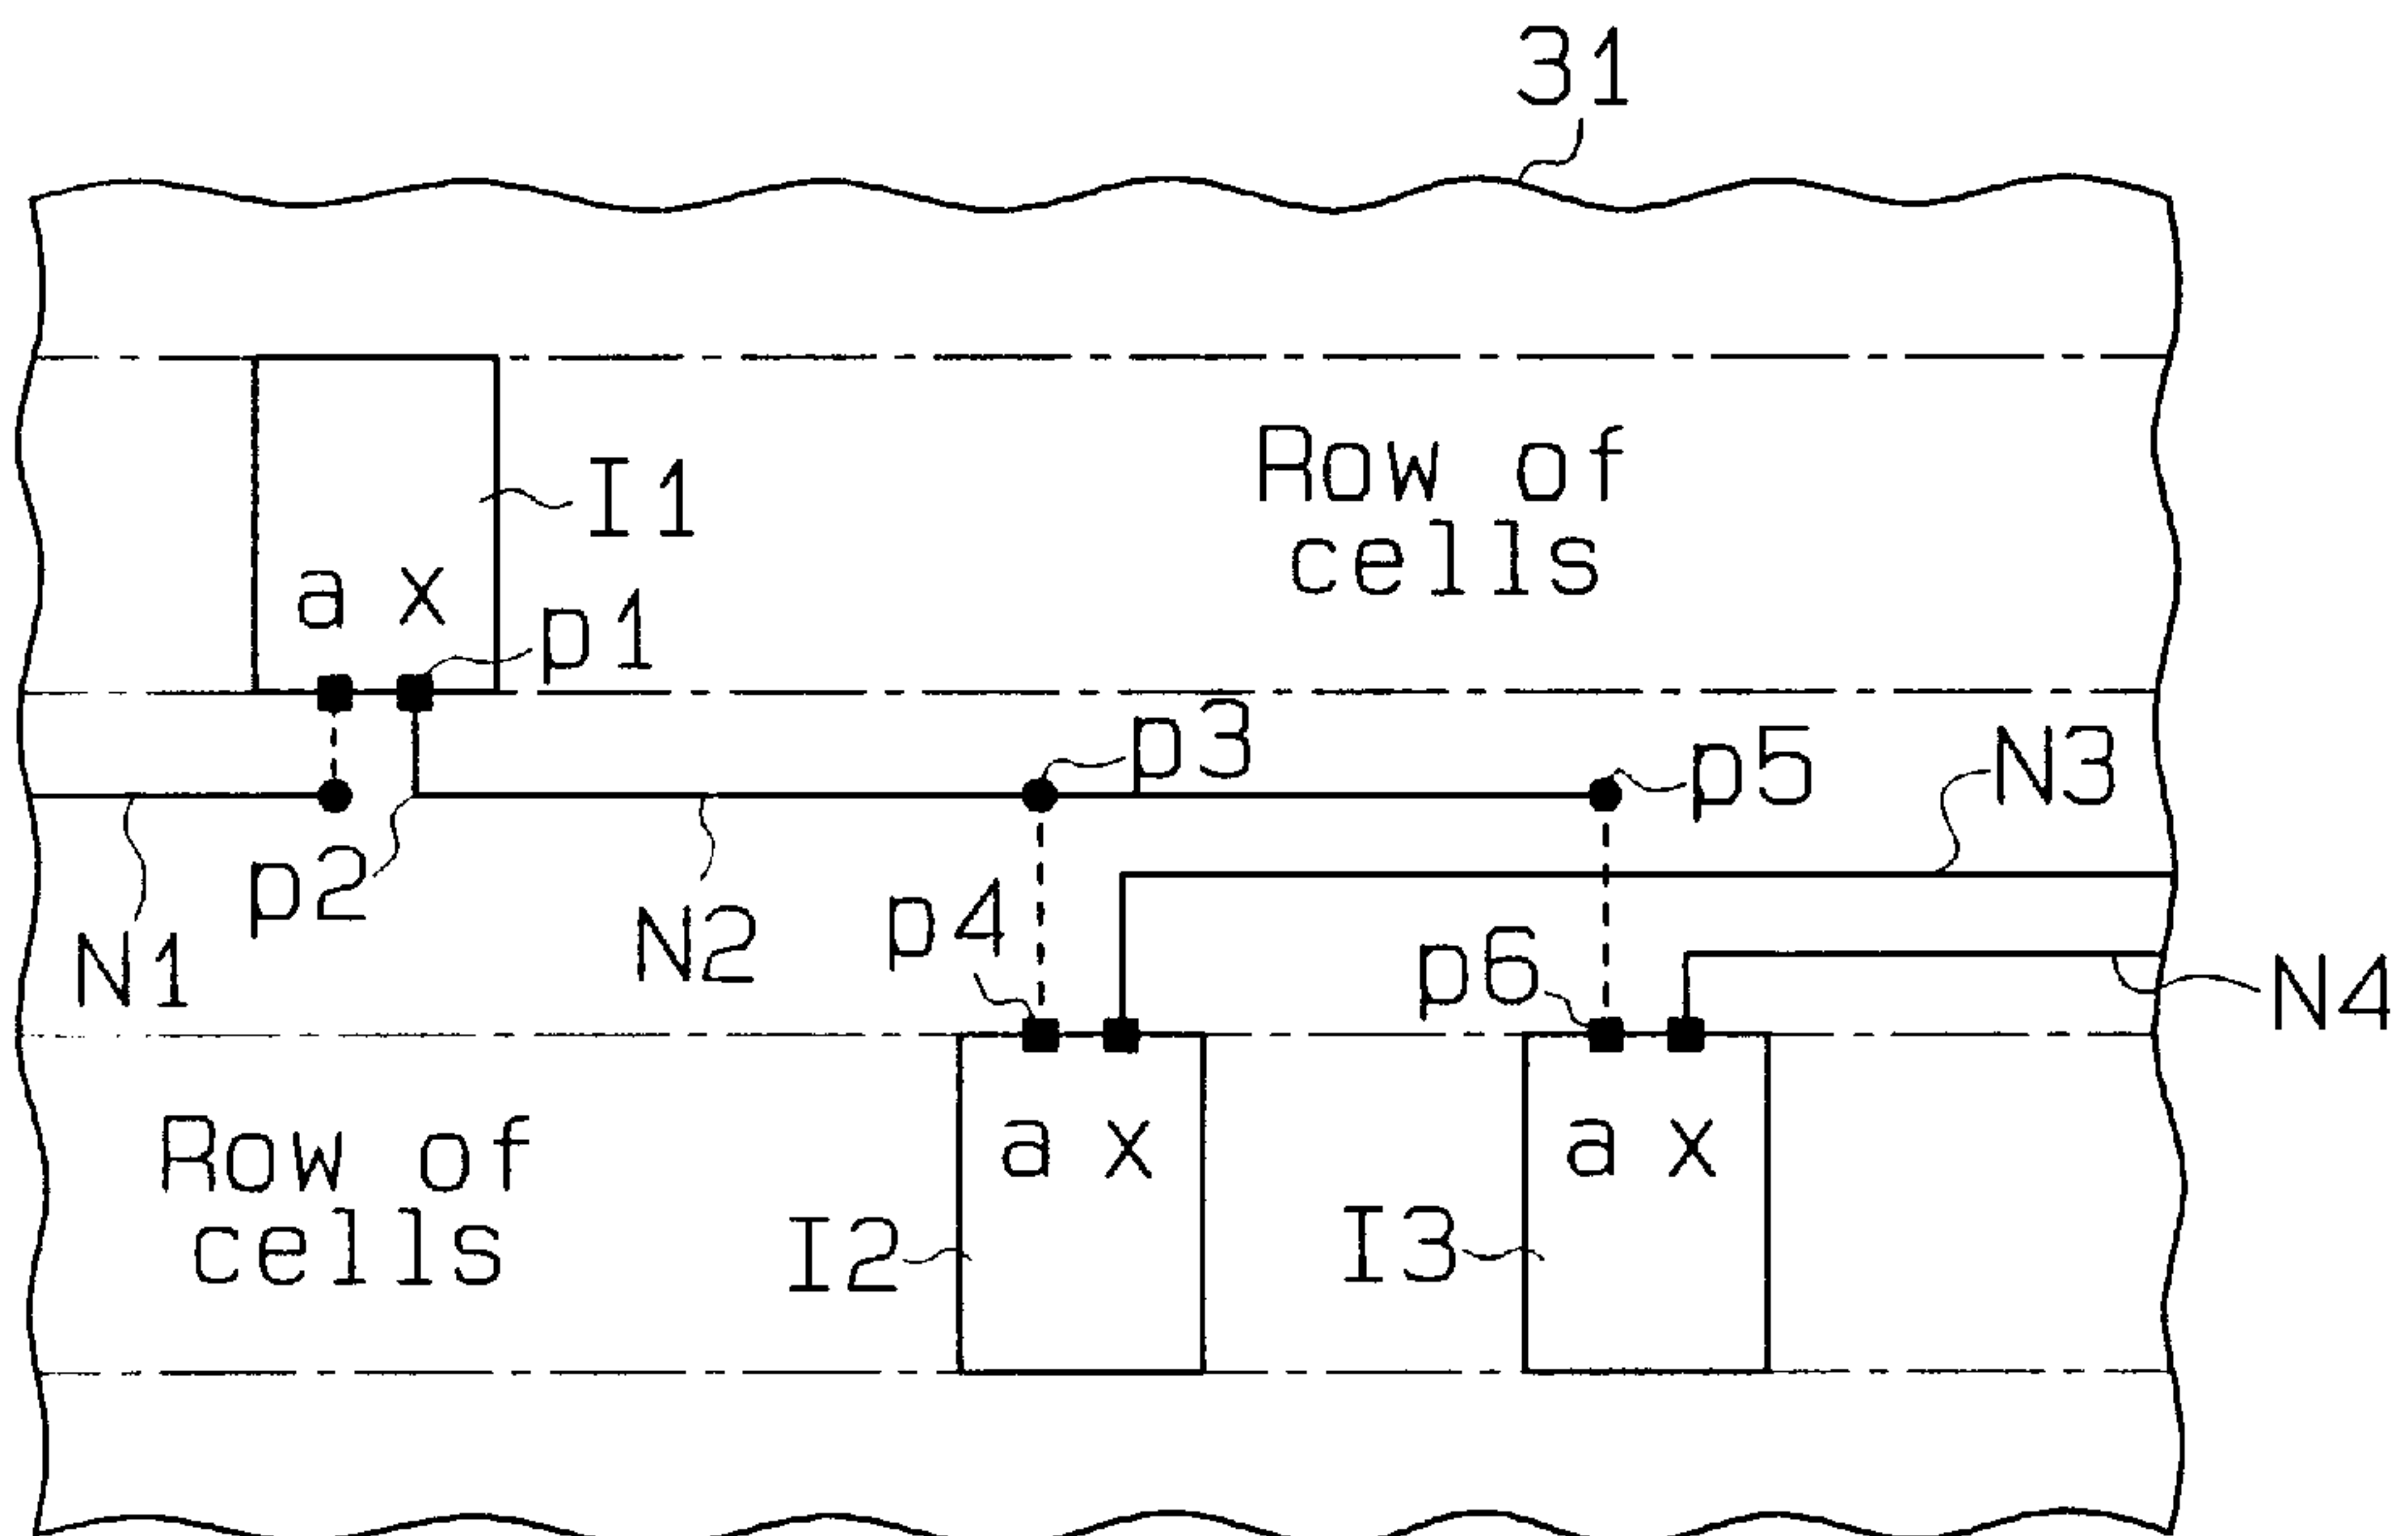 31
Row of
cells
I1
a x
p1
p3
p5
N3
p2
N1
N2
p4
p6
N4
Row of
cells
a x
a x
I2
I3